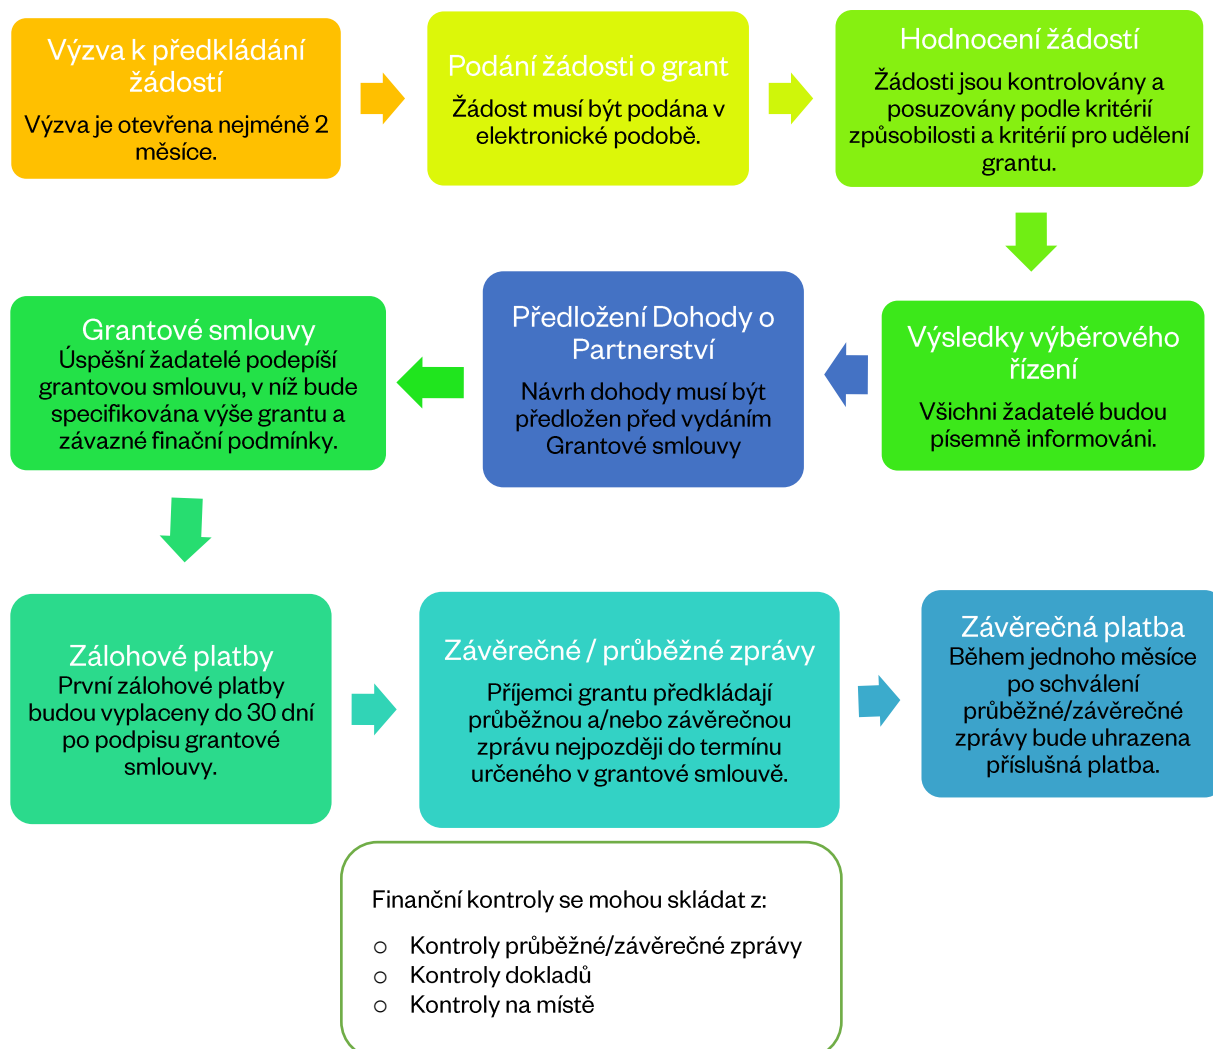 Výzva k předkládání
žádostí
Výzva je otevřena nejméně 2
měsíce.
Podání žádosti o grant
Žádost musí být podána v
elektronické podobě.
Hodnocení žádostí
Žádosti jsou kontrolovány a
posuzovány podle kritérií
způsobilosti a kritérií pro udělení
grantu.
Výsledky výběrového
řízení
Všichni žadatelé budou
písemně informováni.
Předložení Dohody o
Partnerství
Návrh dohody musí být
předložen před vydáním
Grantové smlouvy
Grantové smlouvy
Úspěšní žadatelé podepíší
grantovou smlouvu, v níž bude
specifikována výše grantu a
závazné finanční podmínky.
Zálohové platby
První zálohové platby
budou vyplaceny do 30 dní
po podpisu grantové
smlouvy.
Závěrečné / průběžné zprávy
Příjemci grantu předkládají
průběžnou a/nebo závěrečnou
zprávu nejpozději do termínu
určeného v grantové smlouvě.
Závěrečná platba
Během jednoho měsíce
po schválení
průběžné/závěrečné
zprávy bude uhrazena
příslušná platba.
Finanční kontroly se mohou skládat z:
○ Kontroly průběžné/závěrečné zprávy
○ Kontroly dokladů
○ Kontroly na místě